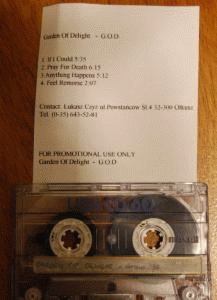 Garden Of Delight - G.O.D
1. If I Could 5:35
2. Pray For Death 6:15
3.Anything Happens 5:12
4. Feel Remorse 2:07
Contact: Lukasz Cayz ul.Powstancow Sl.4 32-300 Olkusz
Tel. (0-35) 643-52-81
FOR PROMOTIONAL USE ONLY
Garden Of Delight - G.O.D
maxell